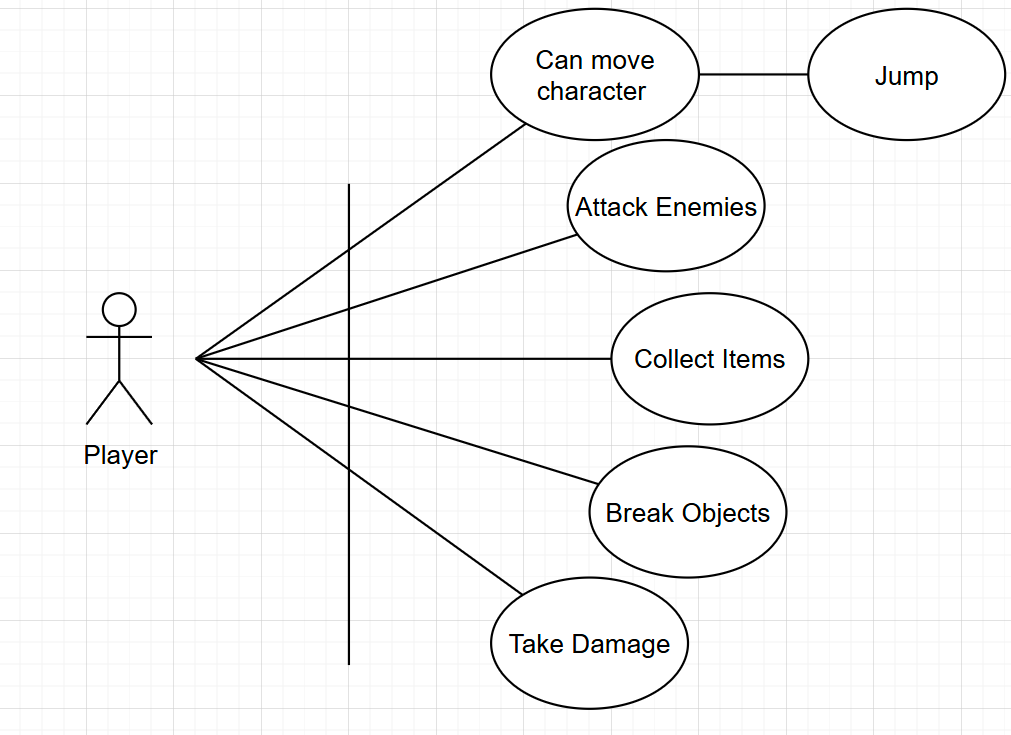 Can move
character
Jump
Attack Enemies
Collect Items
Player
Break Objects
Take Damage